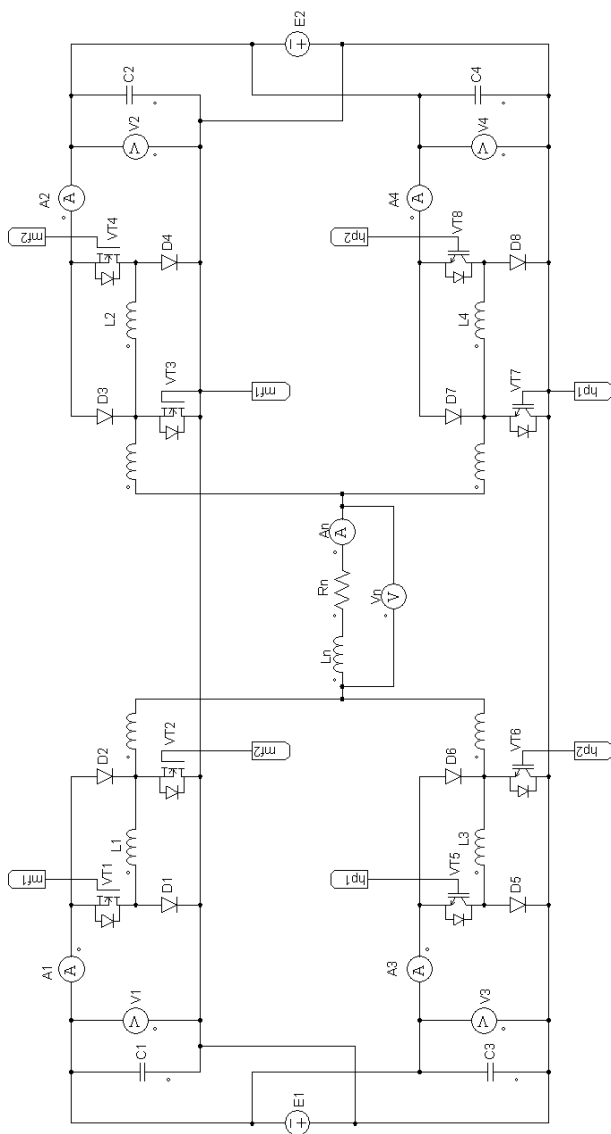 mf1
mf2
A1
A
VT1
D2
D3
VT4
A2
A
C1
V1
V
L1
D1
VT2
VT3
L2
D4
V2
V
C2
mf2
mf1
E1
Ln
Rn
An
A
Vn
V
E2
hp1
hp2
A3
A
VT5
D6
D7
VT8
A4
A
C3
V3
V
L3
D5
VT6
VT7
L4
D8
V4
V
C4
hp2
hp1